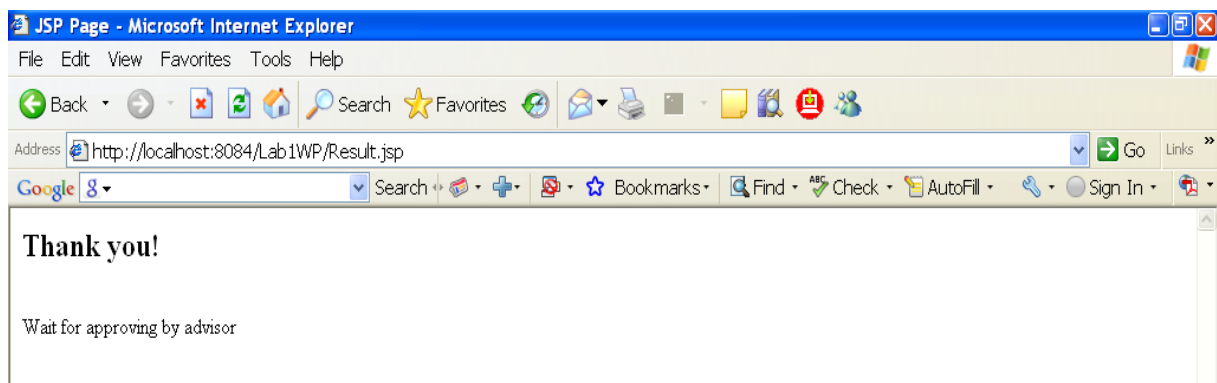 JSP Page - Microsoft Internet Explorer
File Edit View Favorites Tools Help
Back Search Favorites
Address http://localhost:8084/Lab1WP/Result.jsp Go Links »
Google Search Bookmarks Find Check AutoFill Sign In
Thank you!
Wait for approving by advisor